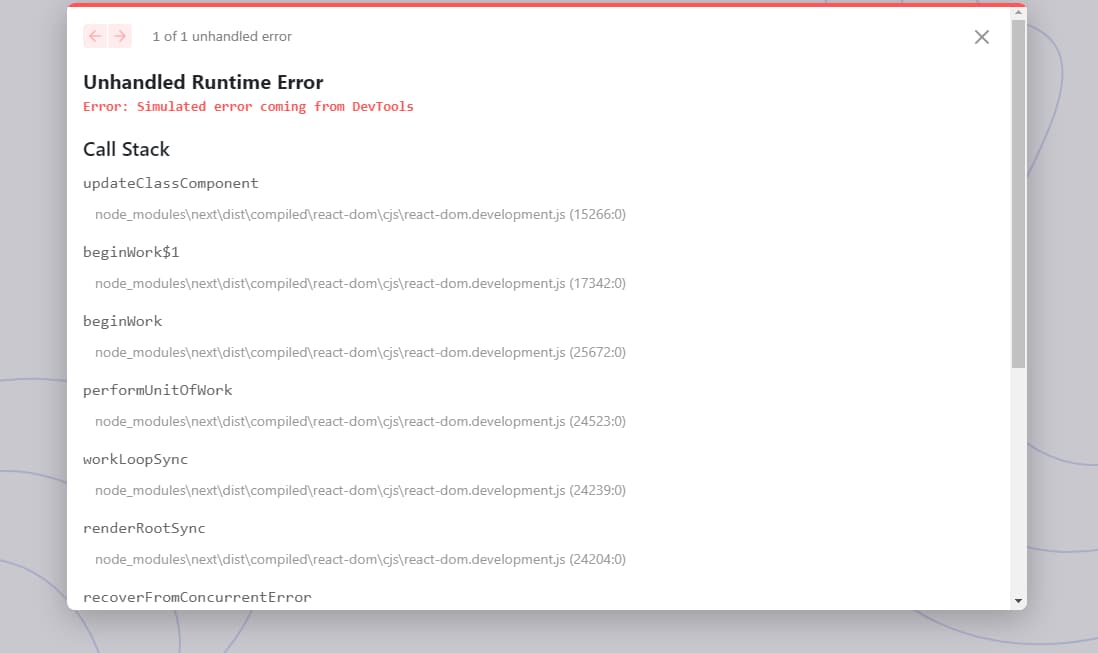 1 of 1 unhandled error
Unhandled Runtime Error
Error: Simulated error coming from DevTools
Call Stack
updateClassComponent
node_modules\next\dist\compiled\react-dom\cjs\react-dom.development.js (15266:0)
beginWork$1
node_modules\next\dist\compiled\react-dom\cjs\react-dom.development.js (17342:0)
beginWork
node_modules\next\dist\compiled\react-dom\cjs\react-dom.development.js (25672:0)
performUnitOfWork
node_modules\next\dist\compiled\react-dom\cjs\react-dom.development.js (24523:0)
workLoopSync
node_modules\next\dist\compiled\react-dom\cjs\react-dom.development.js (24239:0)
renderRootSync
node_modules\next\dist\compiled\react-dom\cjs\react-dom.development.js (24204:0)
recoverFromConcurrentError